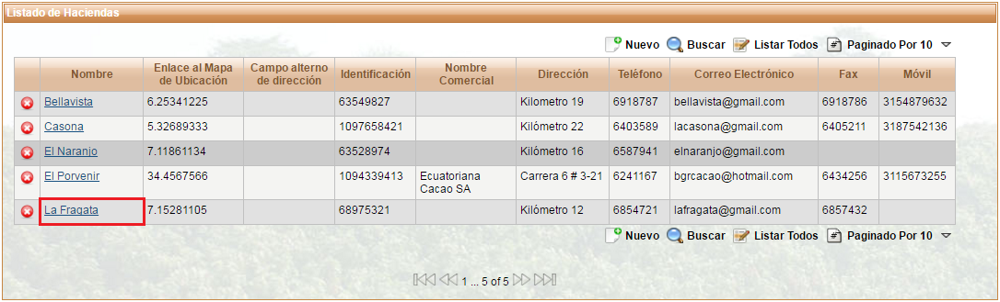 Listado de Haciendas
Nuevo Buscar Listar Todos # Paginado Por 10
Nombre Enlace al Mapa de Ubicación Campo alterno de dirección Identificación Nombre Comercial Dirección Teléfono Correo Electrónico Fax Móvil
Bellavista 6.25341225 63549827 Kilometro 19 6918787 bellavista@gmail.com 6918786 3154879632
Casona 5.32689333 1097658421 Kilómetro 22 6403589 lacasona@gmail.com 6405211 3187542136
El Naranjo 7.11861134 63528974 Kilómetro 16 6587941 elnaranjo@gmail.com
El Porvenir 34.4567566 1094339413 Ecuatoriana Cacao SA Carrera 6 # 3-21 6241167 bgrcacao@hotmail.com 6434256 3115673255
La Fragata 7.15281105 68975321 Kilómetro 12 6854721 lafragata@gmail.com 6857432
Nuevo Buscar Listar Todos # Paginado Por 10
1 ... 5 of 5